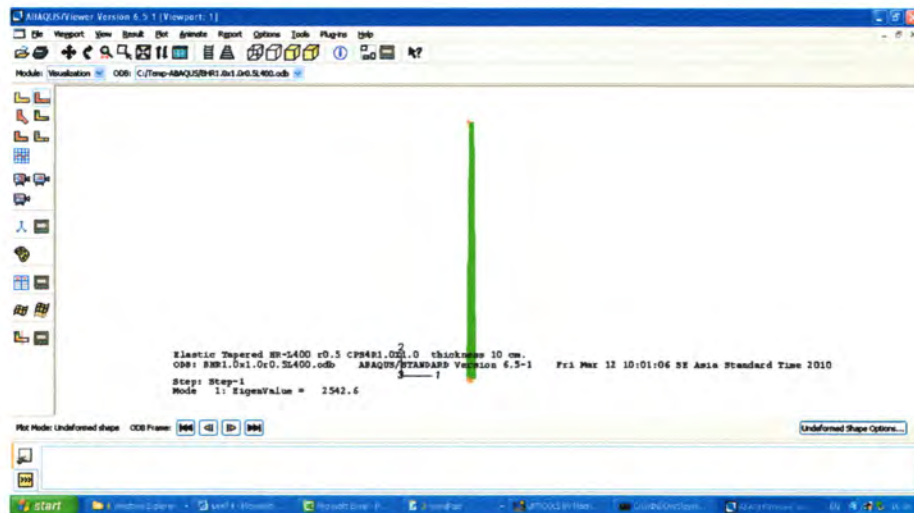 ABAQUS/Viewer Version 6.5-1 [Viewport: 1]
File Viewport View Result Plot Animate Report Options Tools Plug-ins Help
Module: Visualization ODB: C:/Temp-ABAQUS/BHR1.0x1.0r0.5L400.odb
2
Elastic Tapered HR-L400 r0.5 CPS4R1.0X1.0 thickness 10 cm.
ODB: BHR1.0x1.0r0.5L400.odb ABAQUS/STANDARD Version 6.5-1 Fri Mar 12 10:01:06 SE Asia Standard Time 2010
3 1
Step: Step-1
Mode 1: EigenValue = 2542.6
Plot Mode: Undeformed shape ODB Frame: Undeformed Shape Options...
start